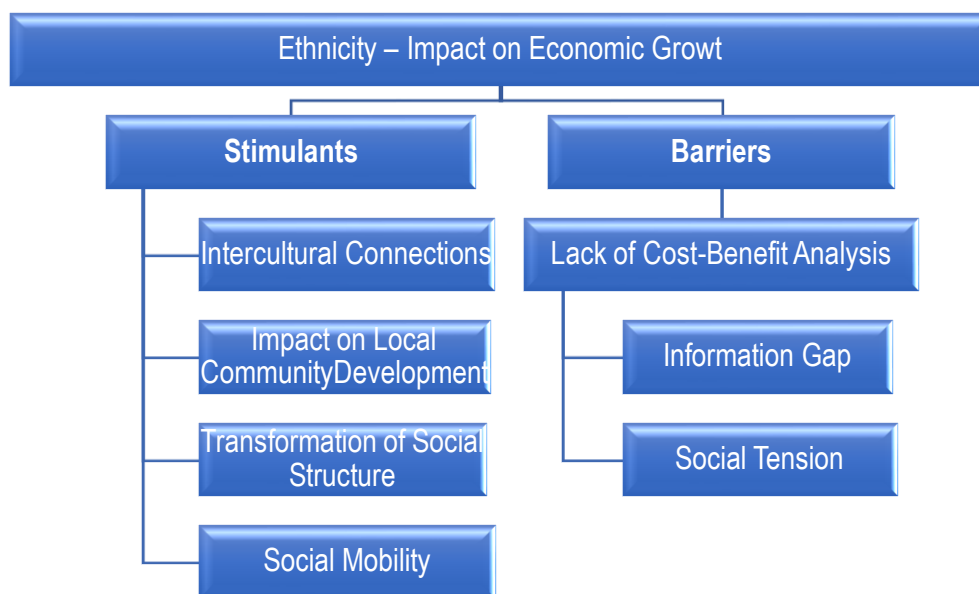 Ethnicity – Impact on Economic Growt
Stimulants
Barriers
Intercultural Connections
Lack of Cost-Benefit Analysis
Impact on Local
CommunityDevelopment
Information Gap
Transformation of Social
Structure
Social Tension
Social Mobility